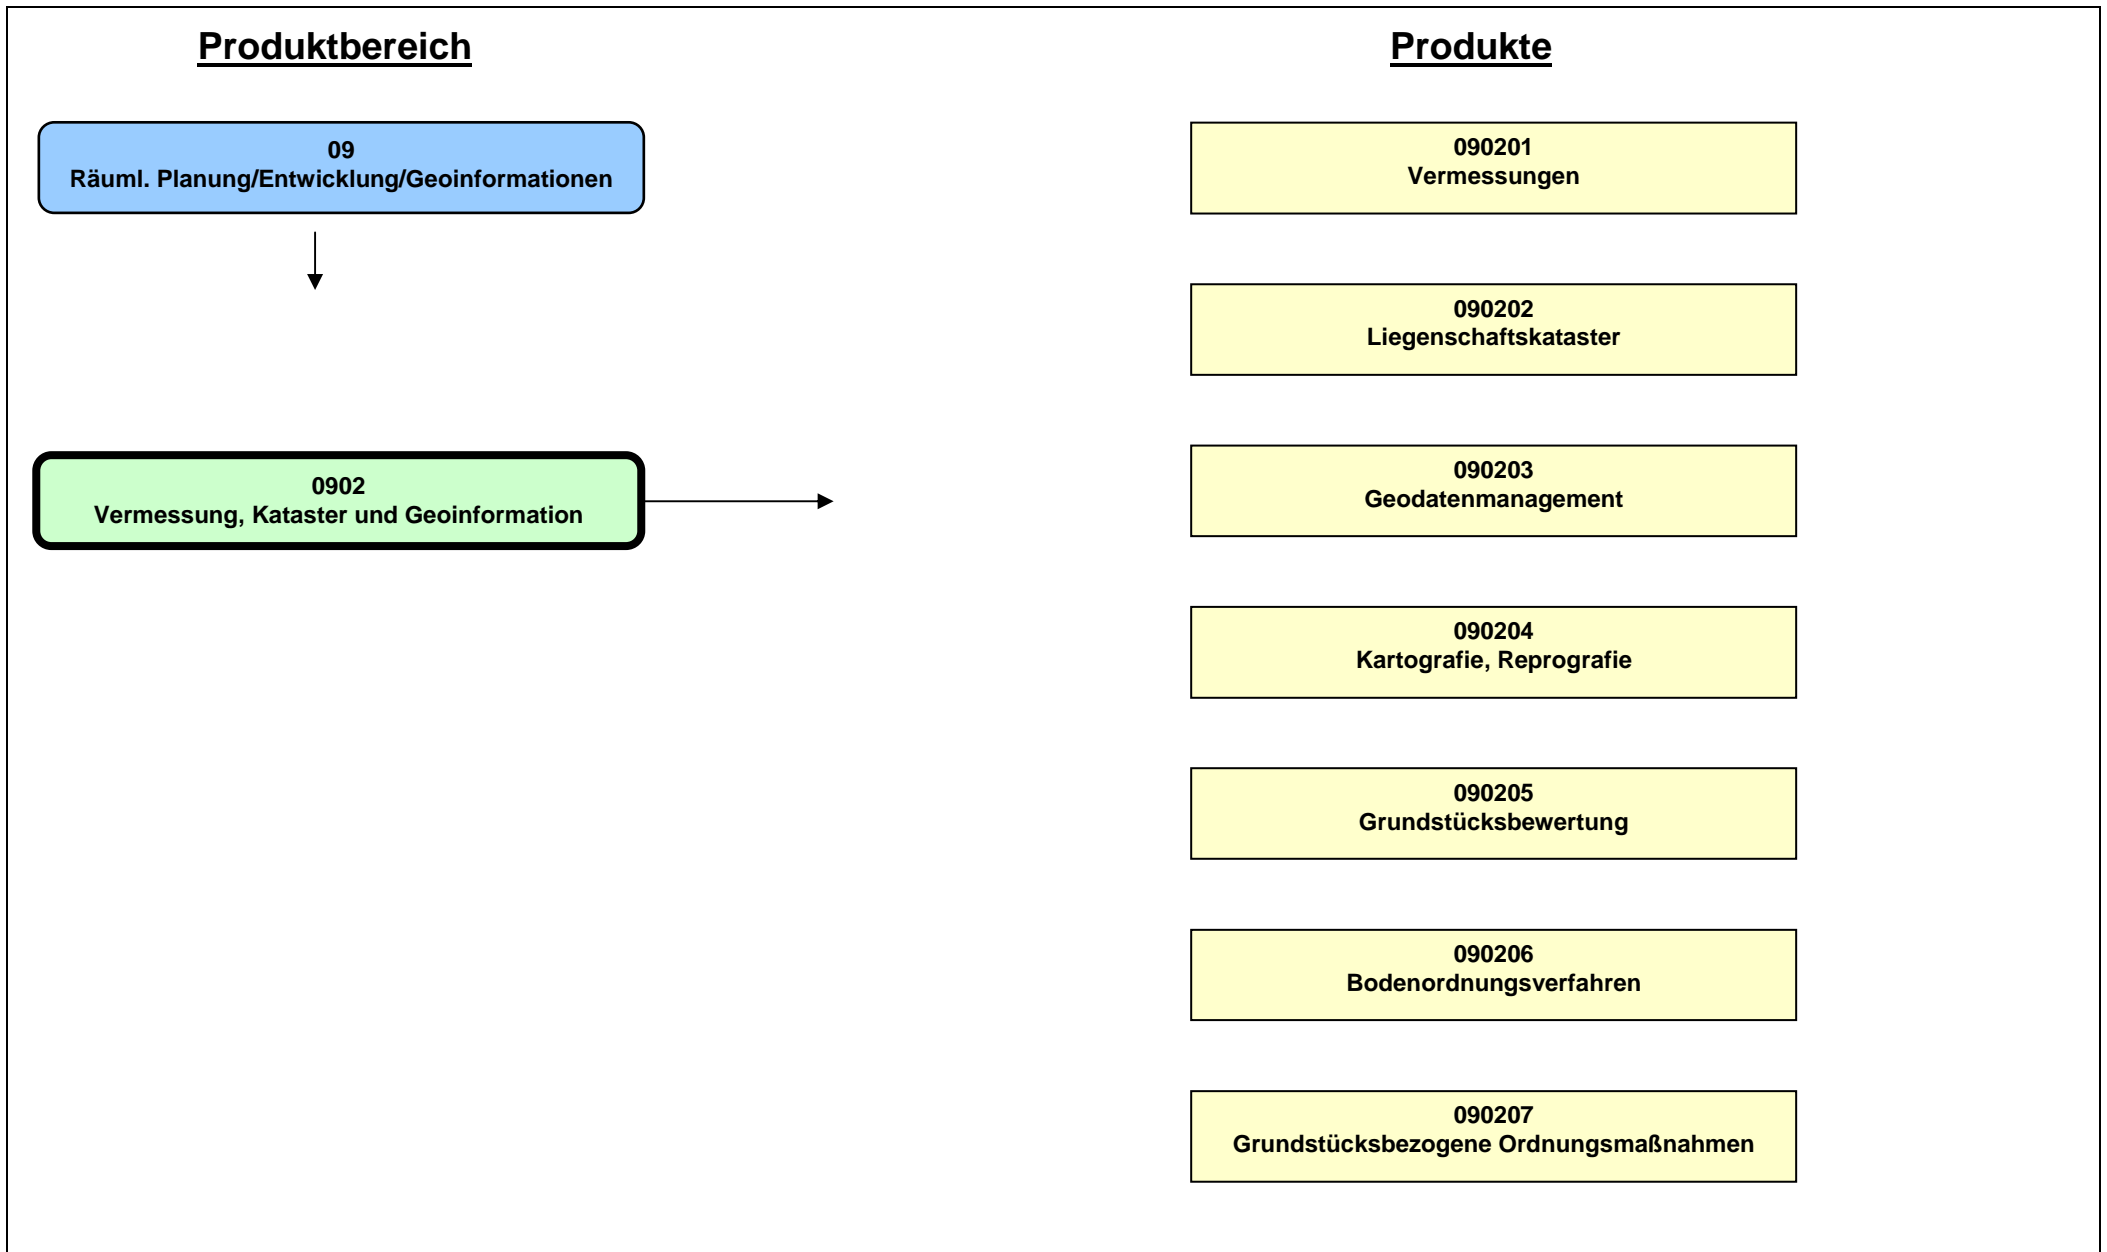 Produktbereich
Produkte
09
Räuml. Planung/Entwicklung/Geoinformationen
0902
Vermessung, Kataster und Geoinformation
090201
Vermessungen
090202
Liegenschaftskataster
090203
Geodatenmanagement
090204
Kartografie, Reprografie
090205
Grundstücksbewertung
090206
Bodenordnungsverfahren
090207
Grundstücksbezogene Ordnungsmaßnahmen